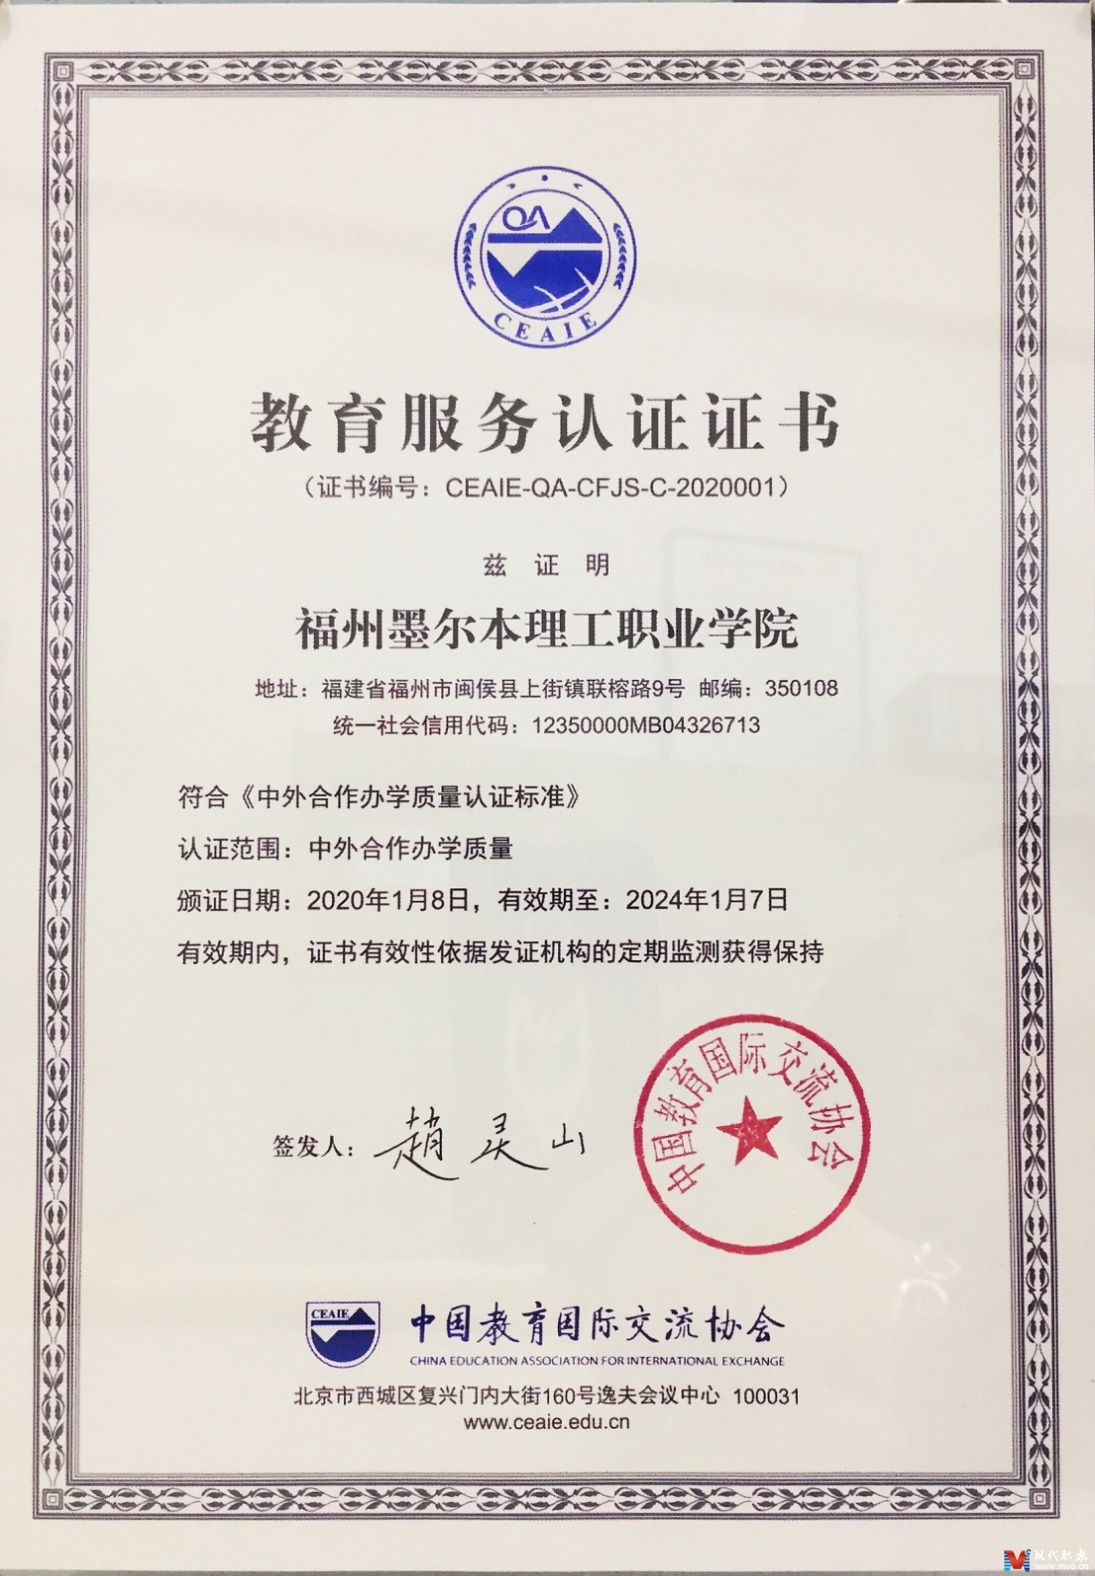 QA
CEAIE
教育服务认证证书
（证书编号：CEAIE-QA-CFJS-C-2020001）
兹 证 明
福州墨尔本理工职业学院
地址：福建省福州市闽侯县上街镇联榕路9号 邮编：350108
统一社会信用代码：12350000MB04326713
符合《中外合作办学质量认证标准》
认证范围：中外合作办学质量
颁证日期：2020年1月8日，有效期至：2024年1月7日
有效期内，证书有效性依据发证机构的定期监测获得保持
中国教育国际交流协会
签发人：趙灵山
CEAIE
中国教育国际交流协会
CHINA EDUCATION ASSOCIATION FOR INTERNATIONAL EXCHANGE
北京市西城区复兴门内大街160号逸夫会议中心 100031
www.ceaie.edu.cn
现代职教
www.mve.cn